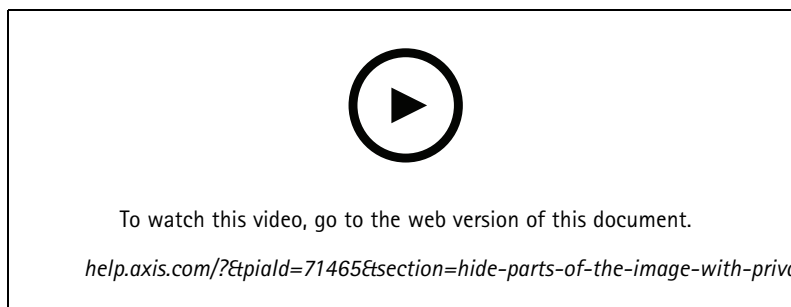 To watch this video, go to the web version of this document.
help.axis.com/?&piaId=71465&section=hide-parts-of-the-image-with-priva